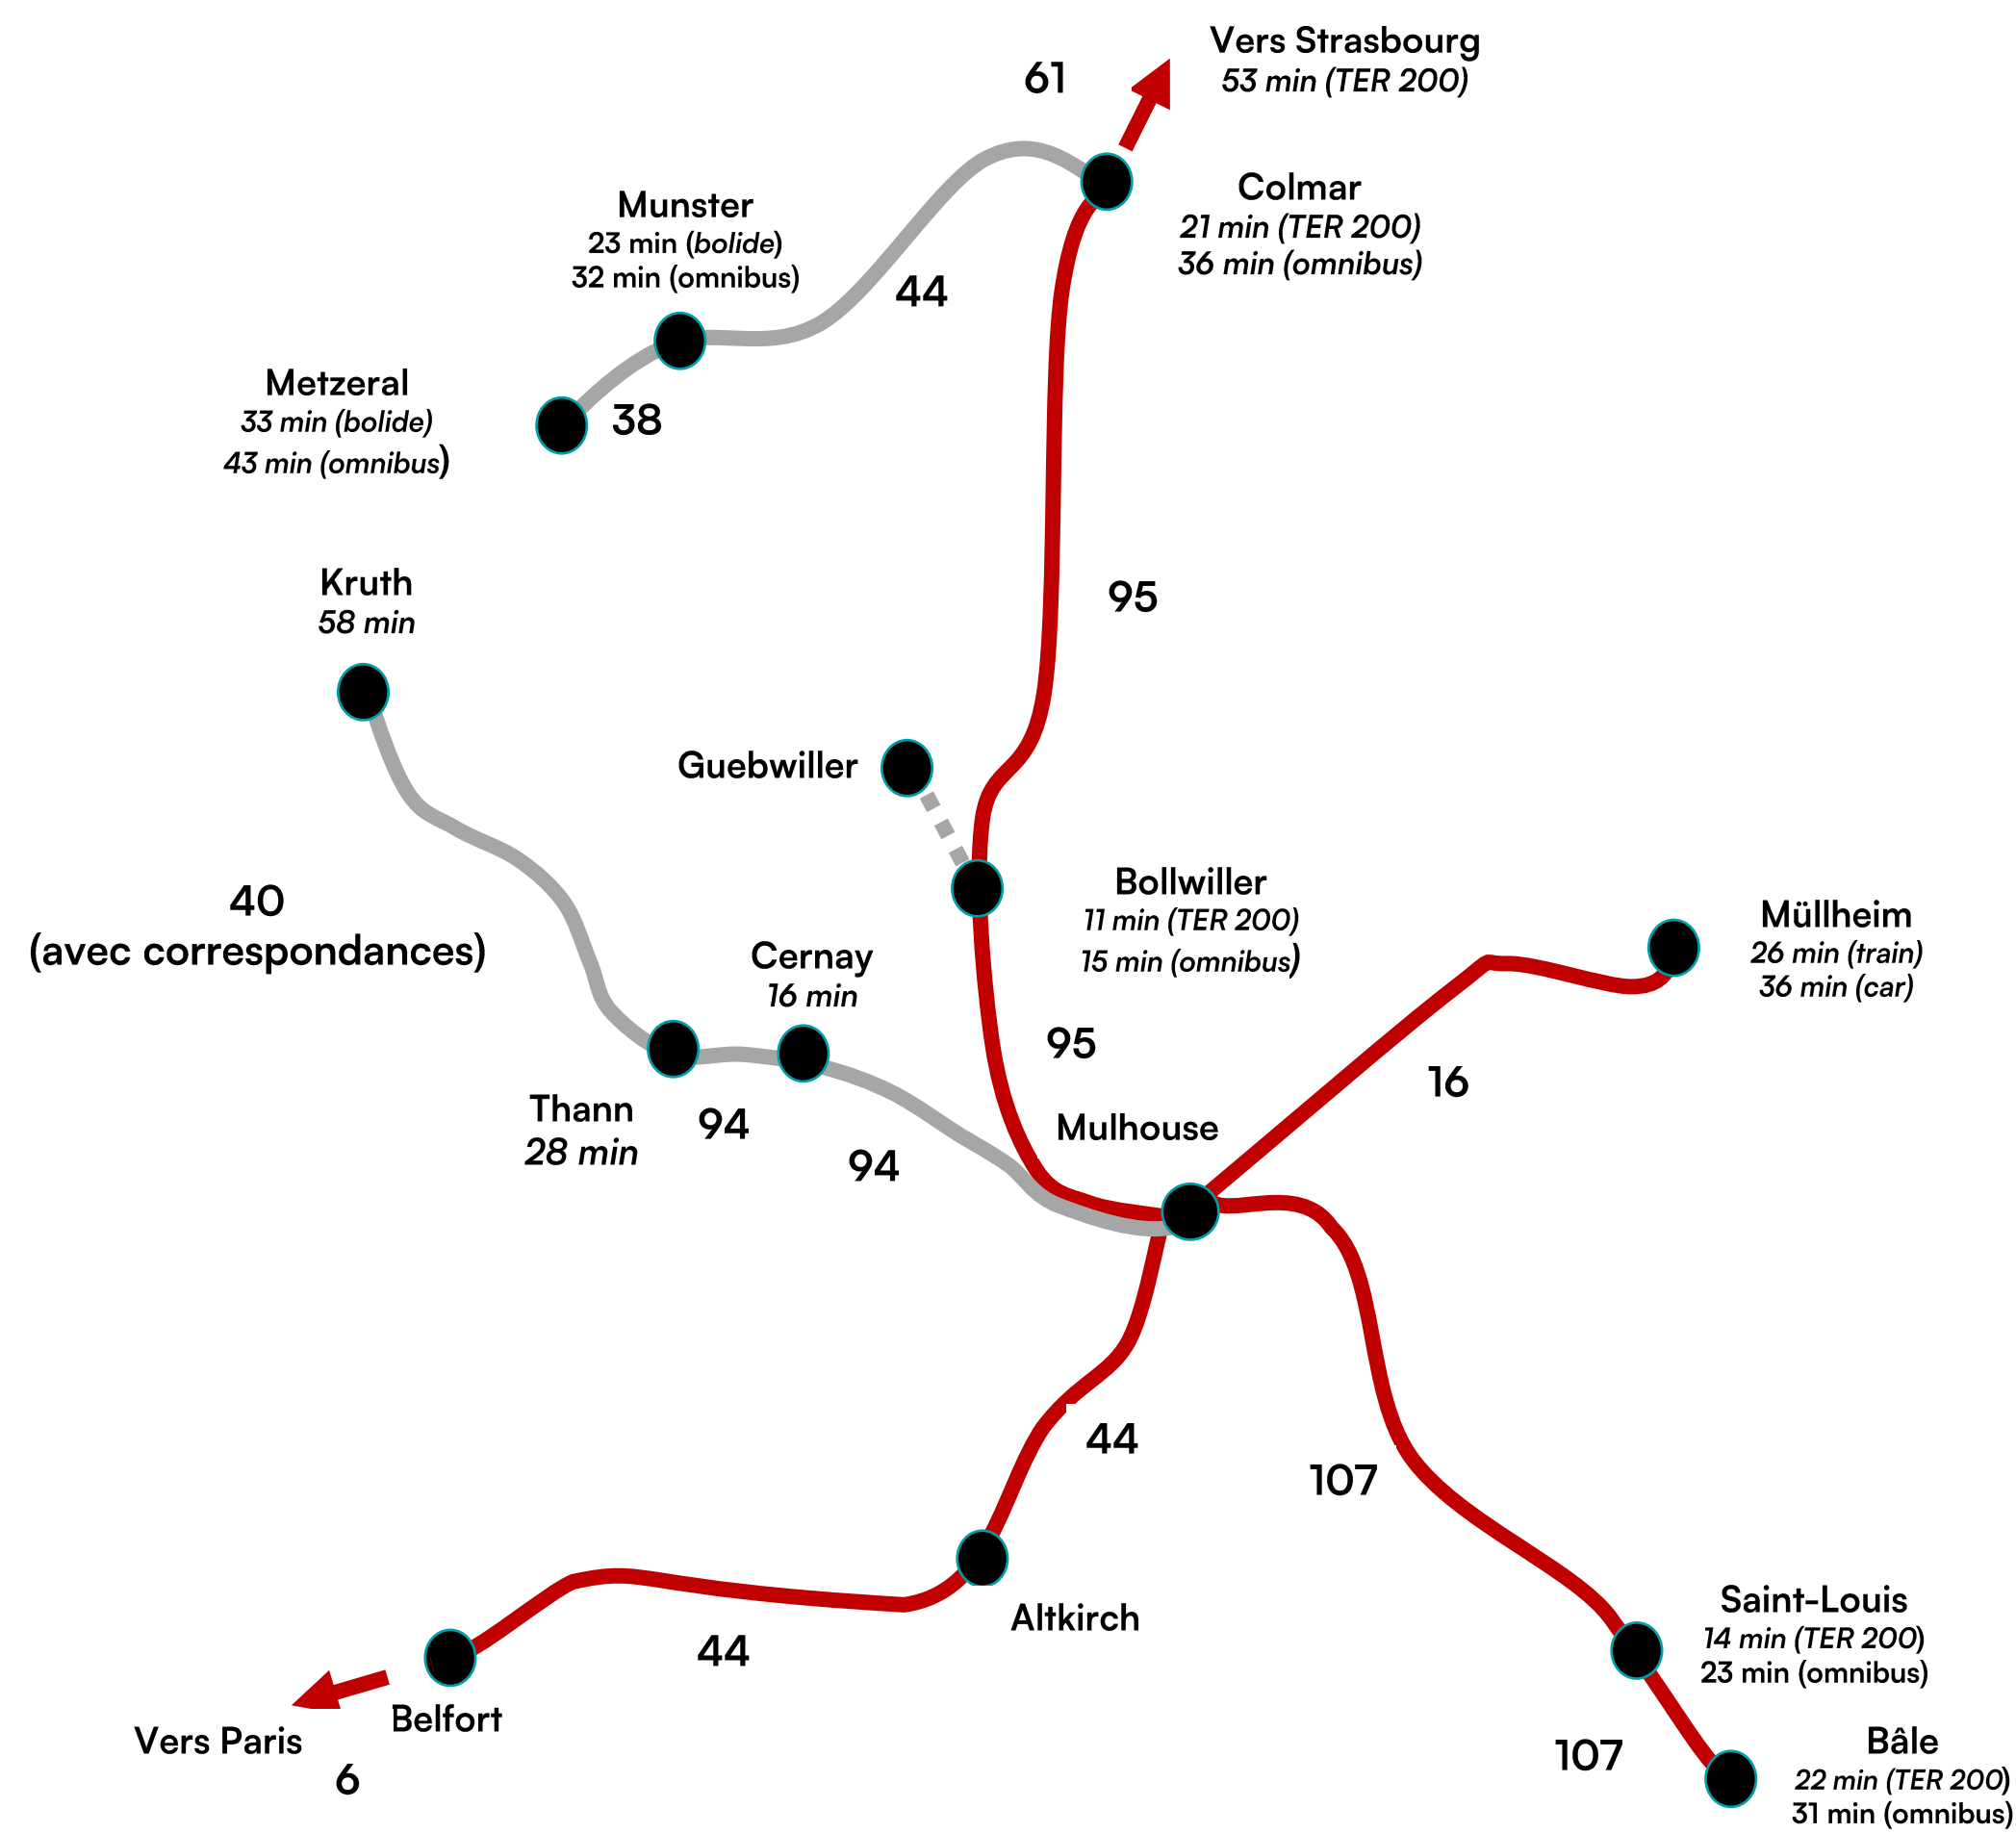 Vers Strasbourg
53 min (TER 200)
61
Colmar
21 min (TER 200)
36 min (omnibus)
Munster
23 min (bolide)
32 min (omnibus)
44
Metzeral
33 min (bolide)
43 min (omnibus)
38
Kruth
58 min
95
Guebwiller
40
(avec correspondances)
Bollwiller
11 min (TER 200)
15 min (omnibus)
Müllheim
26 min (train)
36 min (car)
Cernay
16 min
95
16
Thann
28 min
94
94
Mulhouse
44
107
Altkirch
44
Saint-Louis
14 min (TER 200)
23 min (omnibus)
Belfort
Vers Paris
6
107
Bâle
22 min (TER 200)
31 min (omnibus)